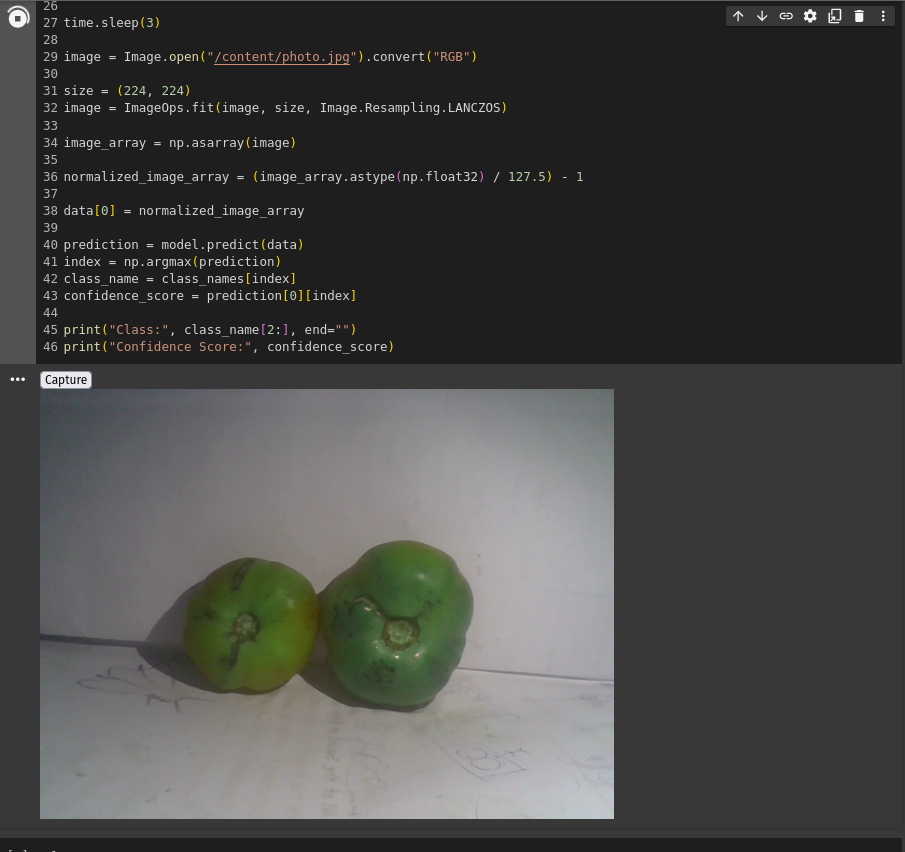 26
27 time.sleep(3)
28
29 image = Image.open("/content/photo.jpg").convert("RGB")
30
31 size = (224, 224)
32 image = ImageOps.fit(image, size, Image.Resampling.LANCZOS)
33
34 image_array = np.asarray(image)
35
36 normalized_image_array = (image_array.astype(np.float32) / 127.5) - 1
37
38 data[0] = normalized_image_array
39
40 prediction = model.predict(data)
41 index = np.argmax(prediction)
42 class_name = class_names[index]
43 confidence_score = prediction[0][index]
44
45 print("Class:", class_name[2:], end="")
46 print("Confidence Score:", confidence_score)
Capture